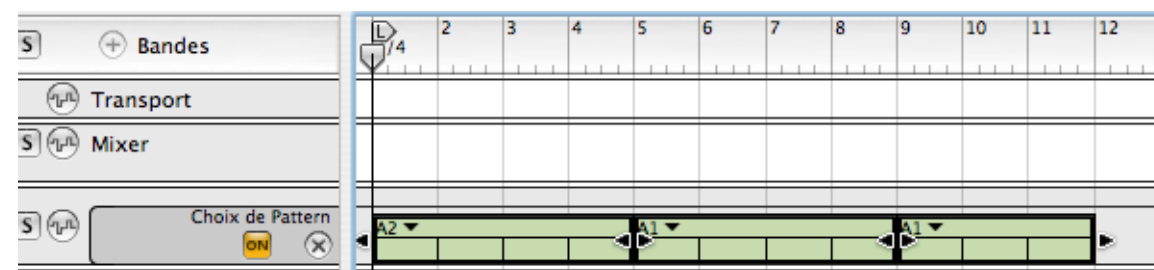 S + Bandes
L /4 2 3 4 5 6 7 8 9 10 11 12
Transport
S Mixer
Choix de Pattern
S ON
A2 A1 A1